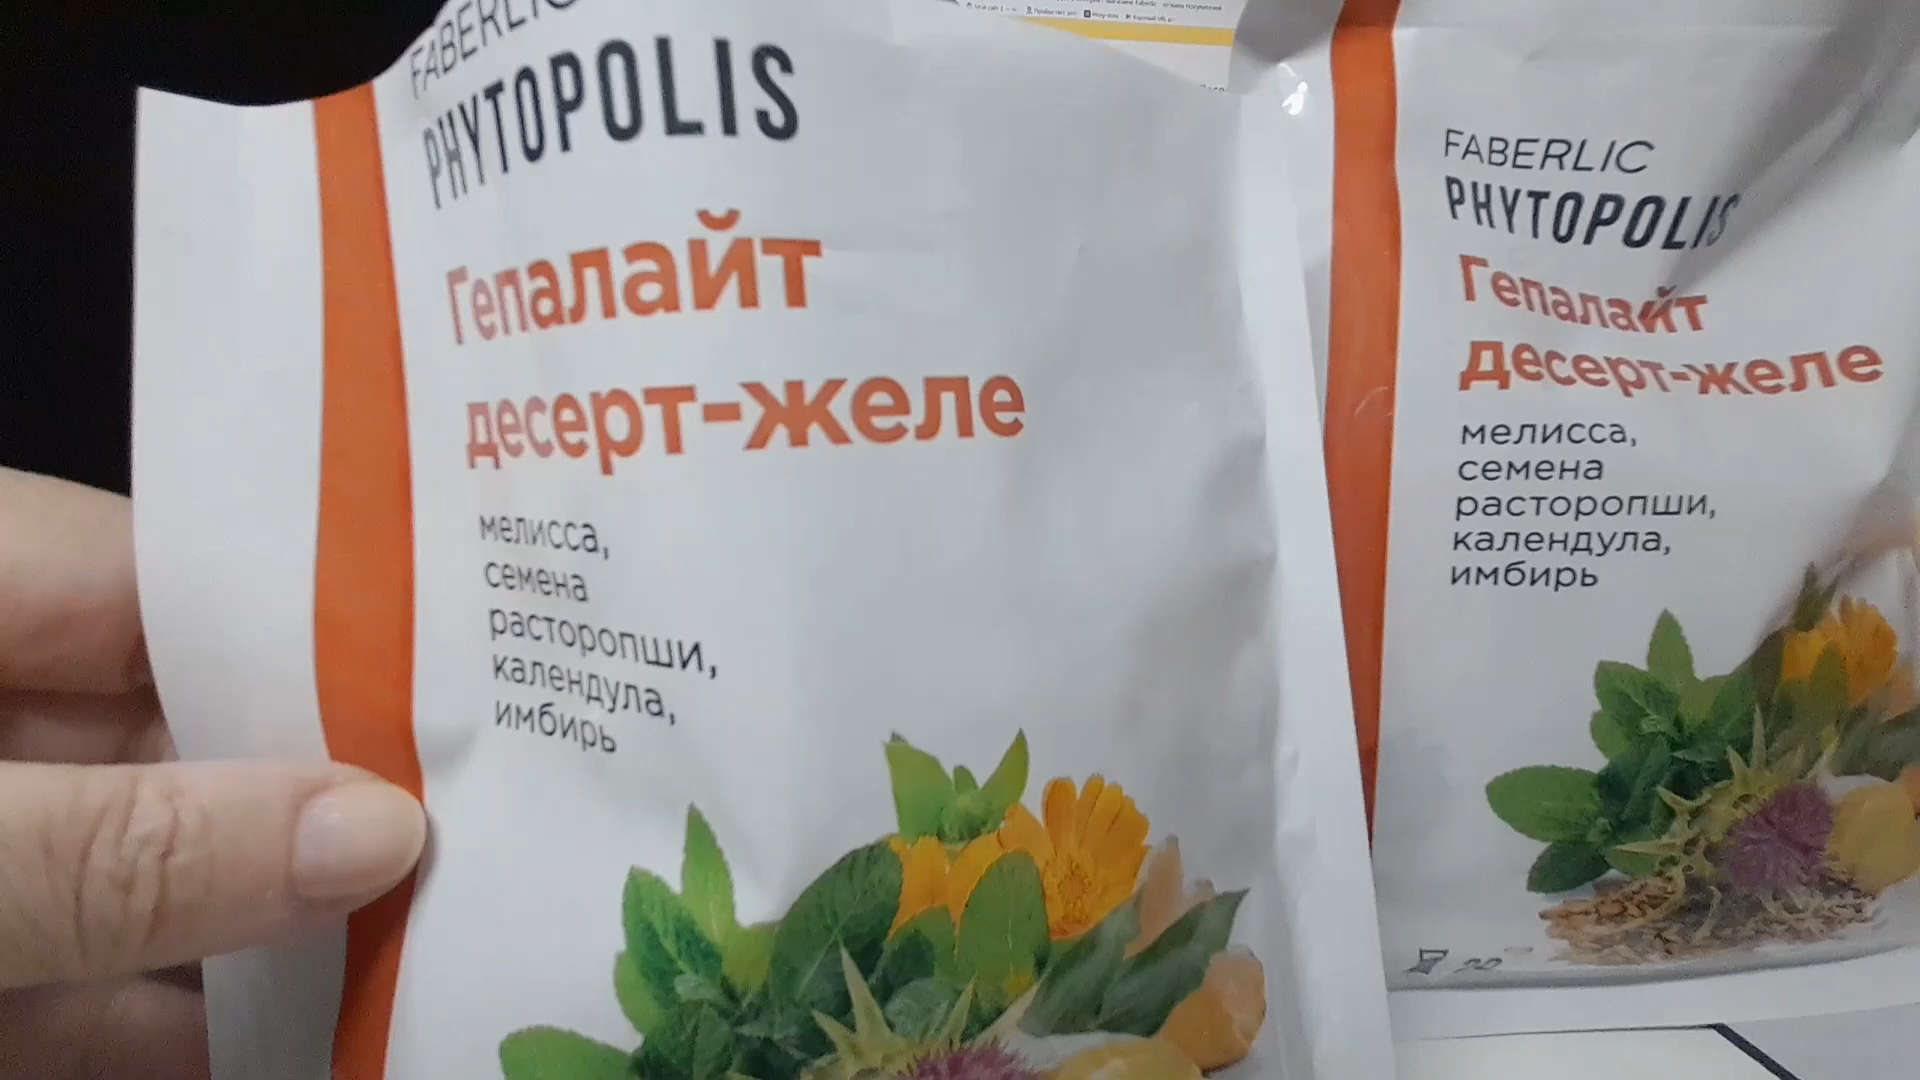 FABERLIC
PHYTOPOLIS
Гепалайт
десерт-желе
мелисса,
семена
расторопши,
календула,
имбирь
FABERLIC
PHYTOPOLIS
Гепалайт
десерт-желе
мелисса,
семена
расторопши,
календула,
имбирь